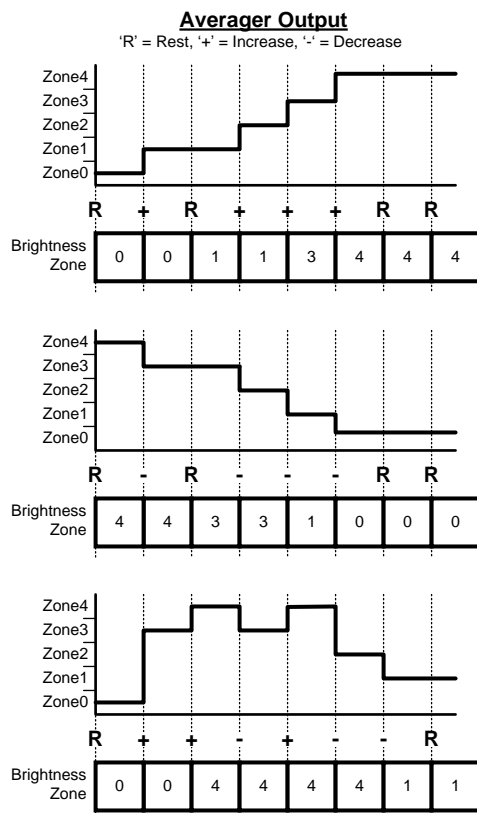 Averager Output
'R' = Rest, '+' = Increase, '-' = Decrease
Zone4
Zone3
Zone2
Zone1
Zone0
R + R + + + R R
Brightness
Zone
0 0 1 1 3 4 4 4
Zone4
Zone3
Zone2
Zone1
Zone0
R - R - - - R R
Brightness
Zone
4 4 3 3 1 0 0 0
Zone4
Zone3
Zone2
Zone1
Zone0
R + + - + - - R
Brightness
Zone
0 0 4 4 4 4 1 1